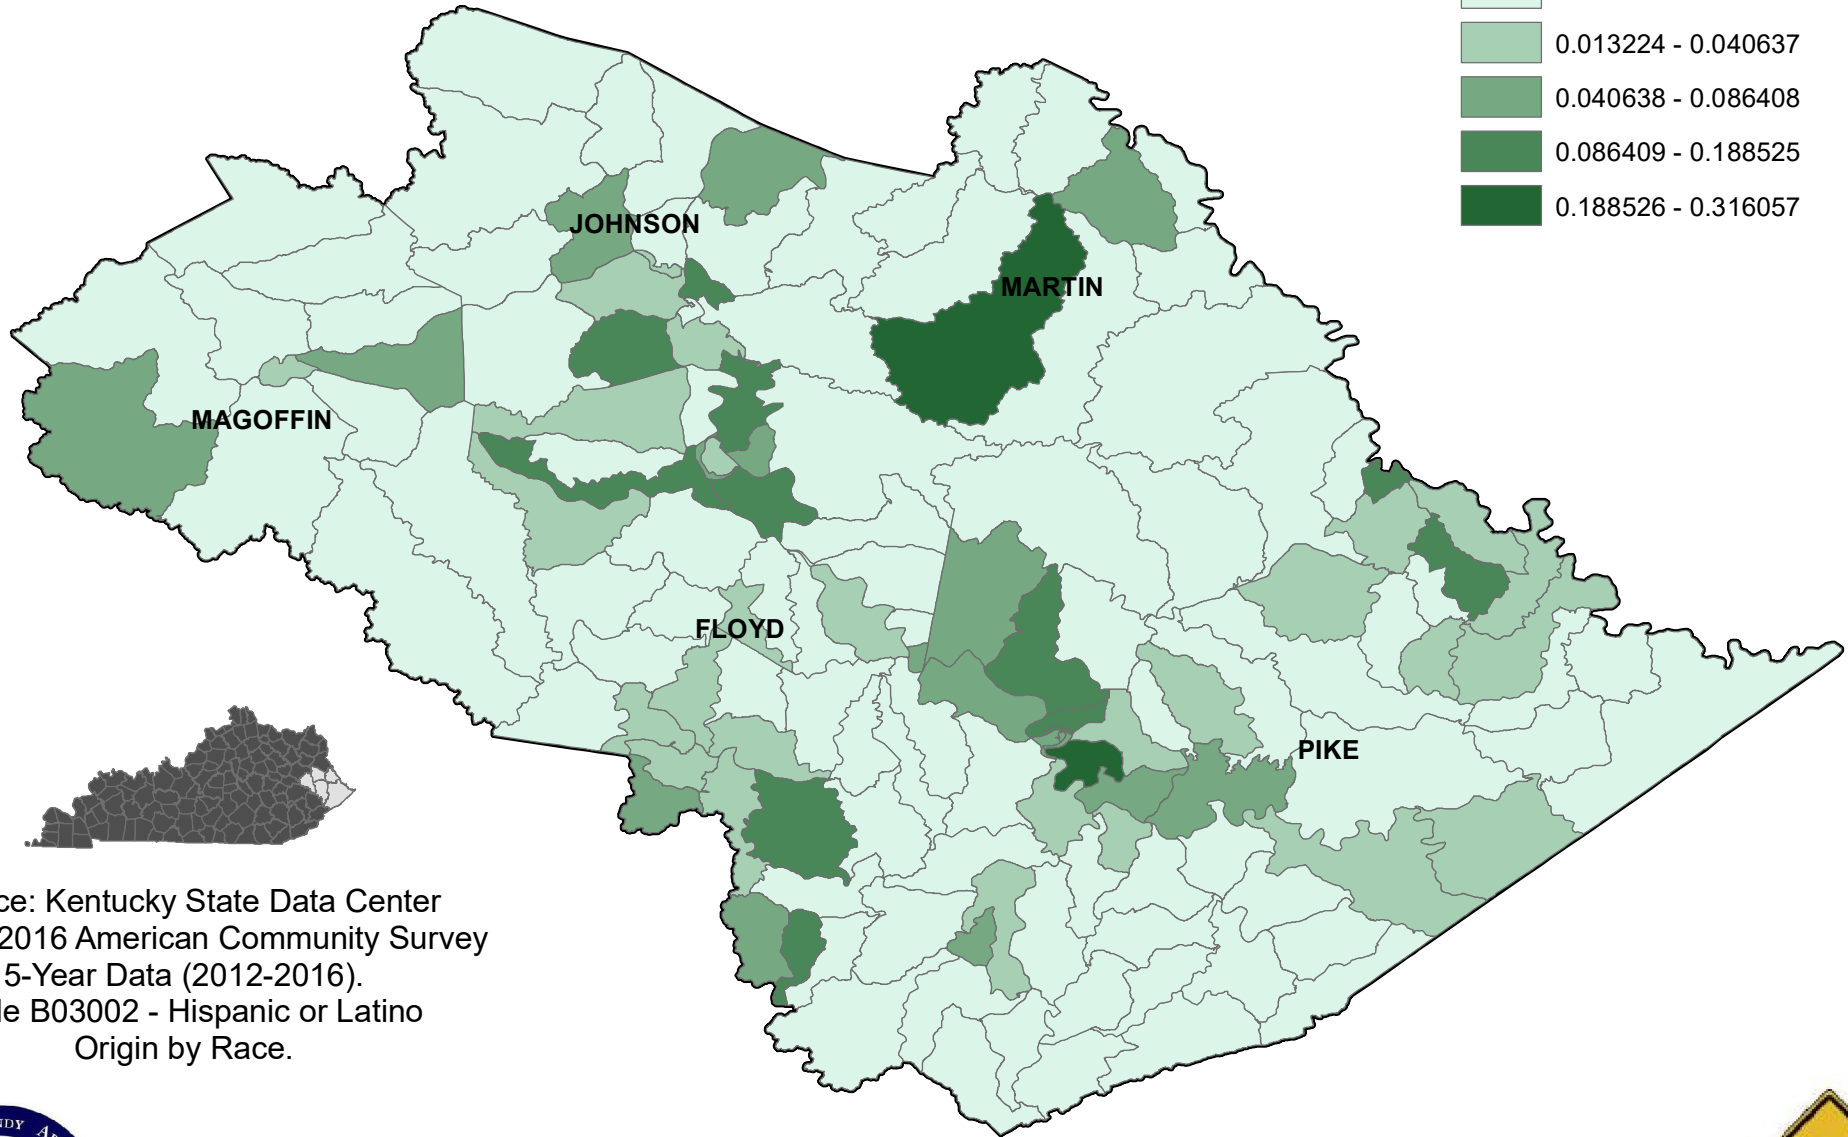 0.013224 - 0.040637
0.040638 - 0.086408
0.086409 - 0.188525
0.188526 - 0.316057
JOHNSON
MARTIN
MAGOFFIN
FLOYD
PIKE
ce: Kentucky State Data Center
2016 American Community Survey
5-Year Data (2012-2016).
le B03002 - Hispanic or Latino
Origin by Race.